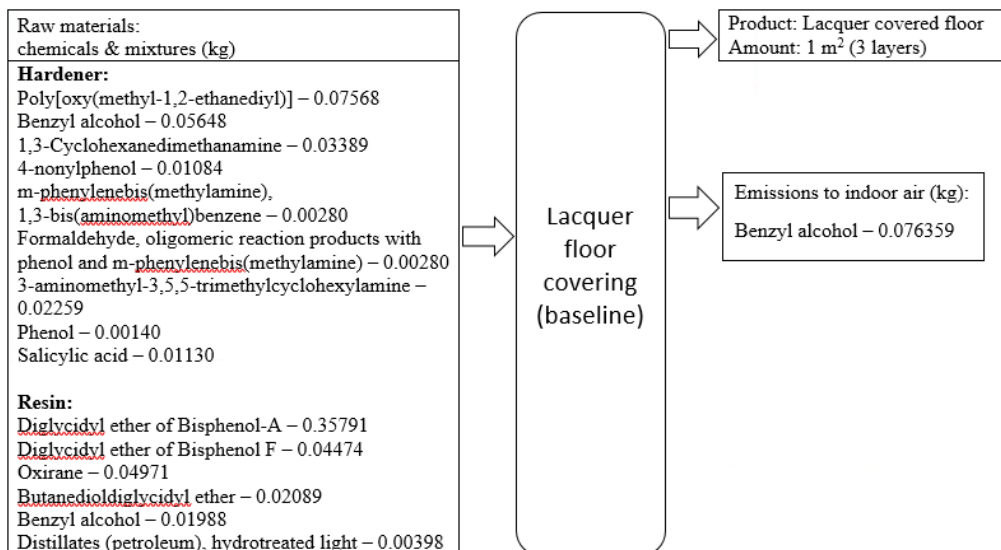 Raw materials:
chemicals & mixtures (kg)
Hardener:
Poly[oxy(methyl-1,2-ethanediyl)] – 0.07568
Benzyl alcohol – 0.05648
1,3-Cyclohexanedimethanamine – 0.03389
4-nonylphenol – 0.01084
m-phenylenebis(methylamine),
1,3-bis(aminomethyl)benzene – 0.00280
Formaldehyde, oligomeric reaction products with
phenol and m-phenylenebis(methylamine) – 0.00280
3-aminomethyl-3,5,5-trimethylcyclohexylamine –
0.02259
Phenol – 0.00140
Salicylic acid – 0.01130
Resin:
Diglycidyl ether of Bisphenol-A – 0.35791
Diglycidyl ether of Bisphenol F – 0.04474
Oxirane – 0.04971
Butanedioldiglycidyl ether – 0.02089
Benzyl alcohol – 0.01988
Distillates (petroleum), hydrotreated light – 0.00398
Lacquer
floor
covering
(baseline)
Product: Lacquer covered floor
Amount: 1 m² (3 layers)
Emissions to indoor air (kg):
Benzyl alcohol – 0.076359